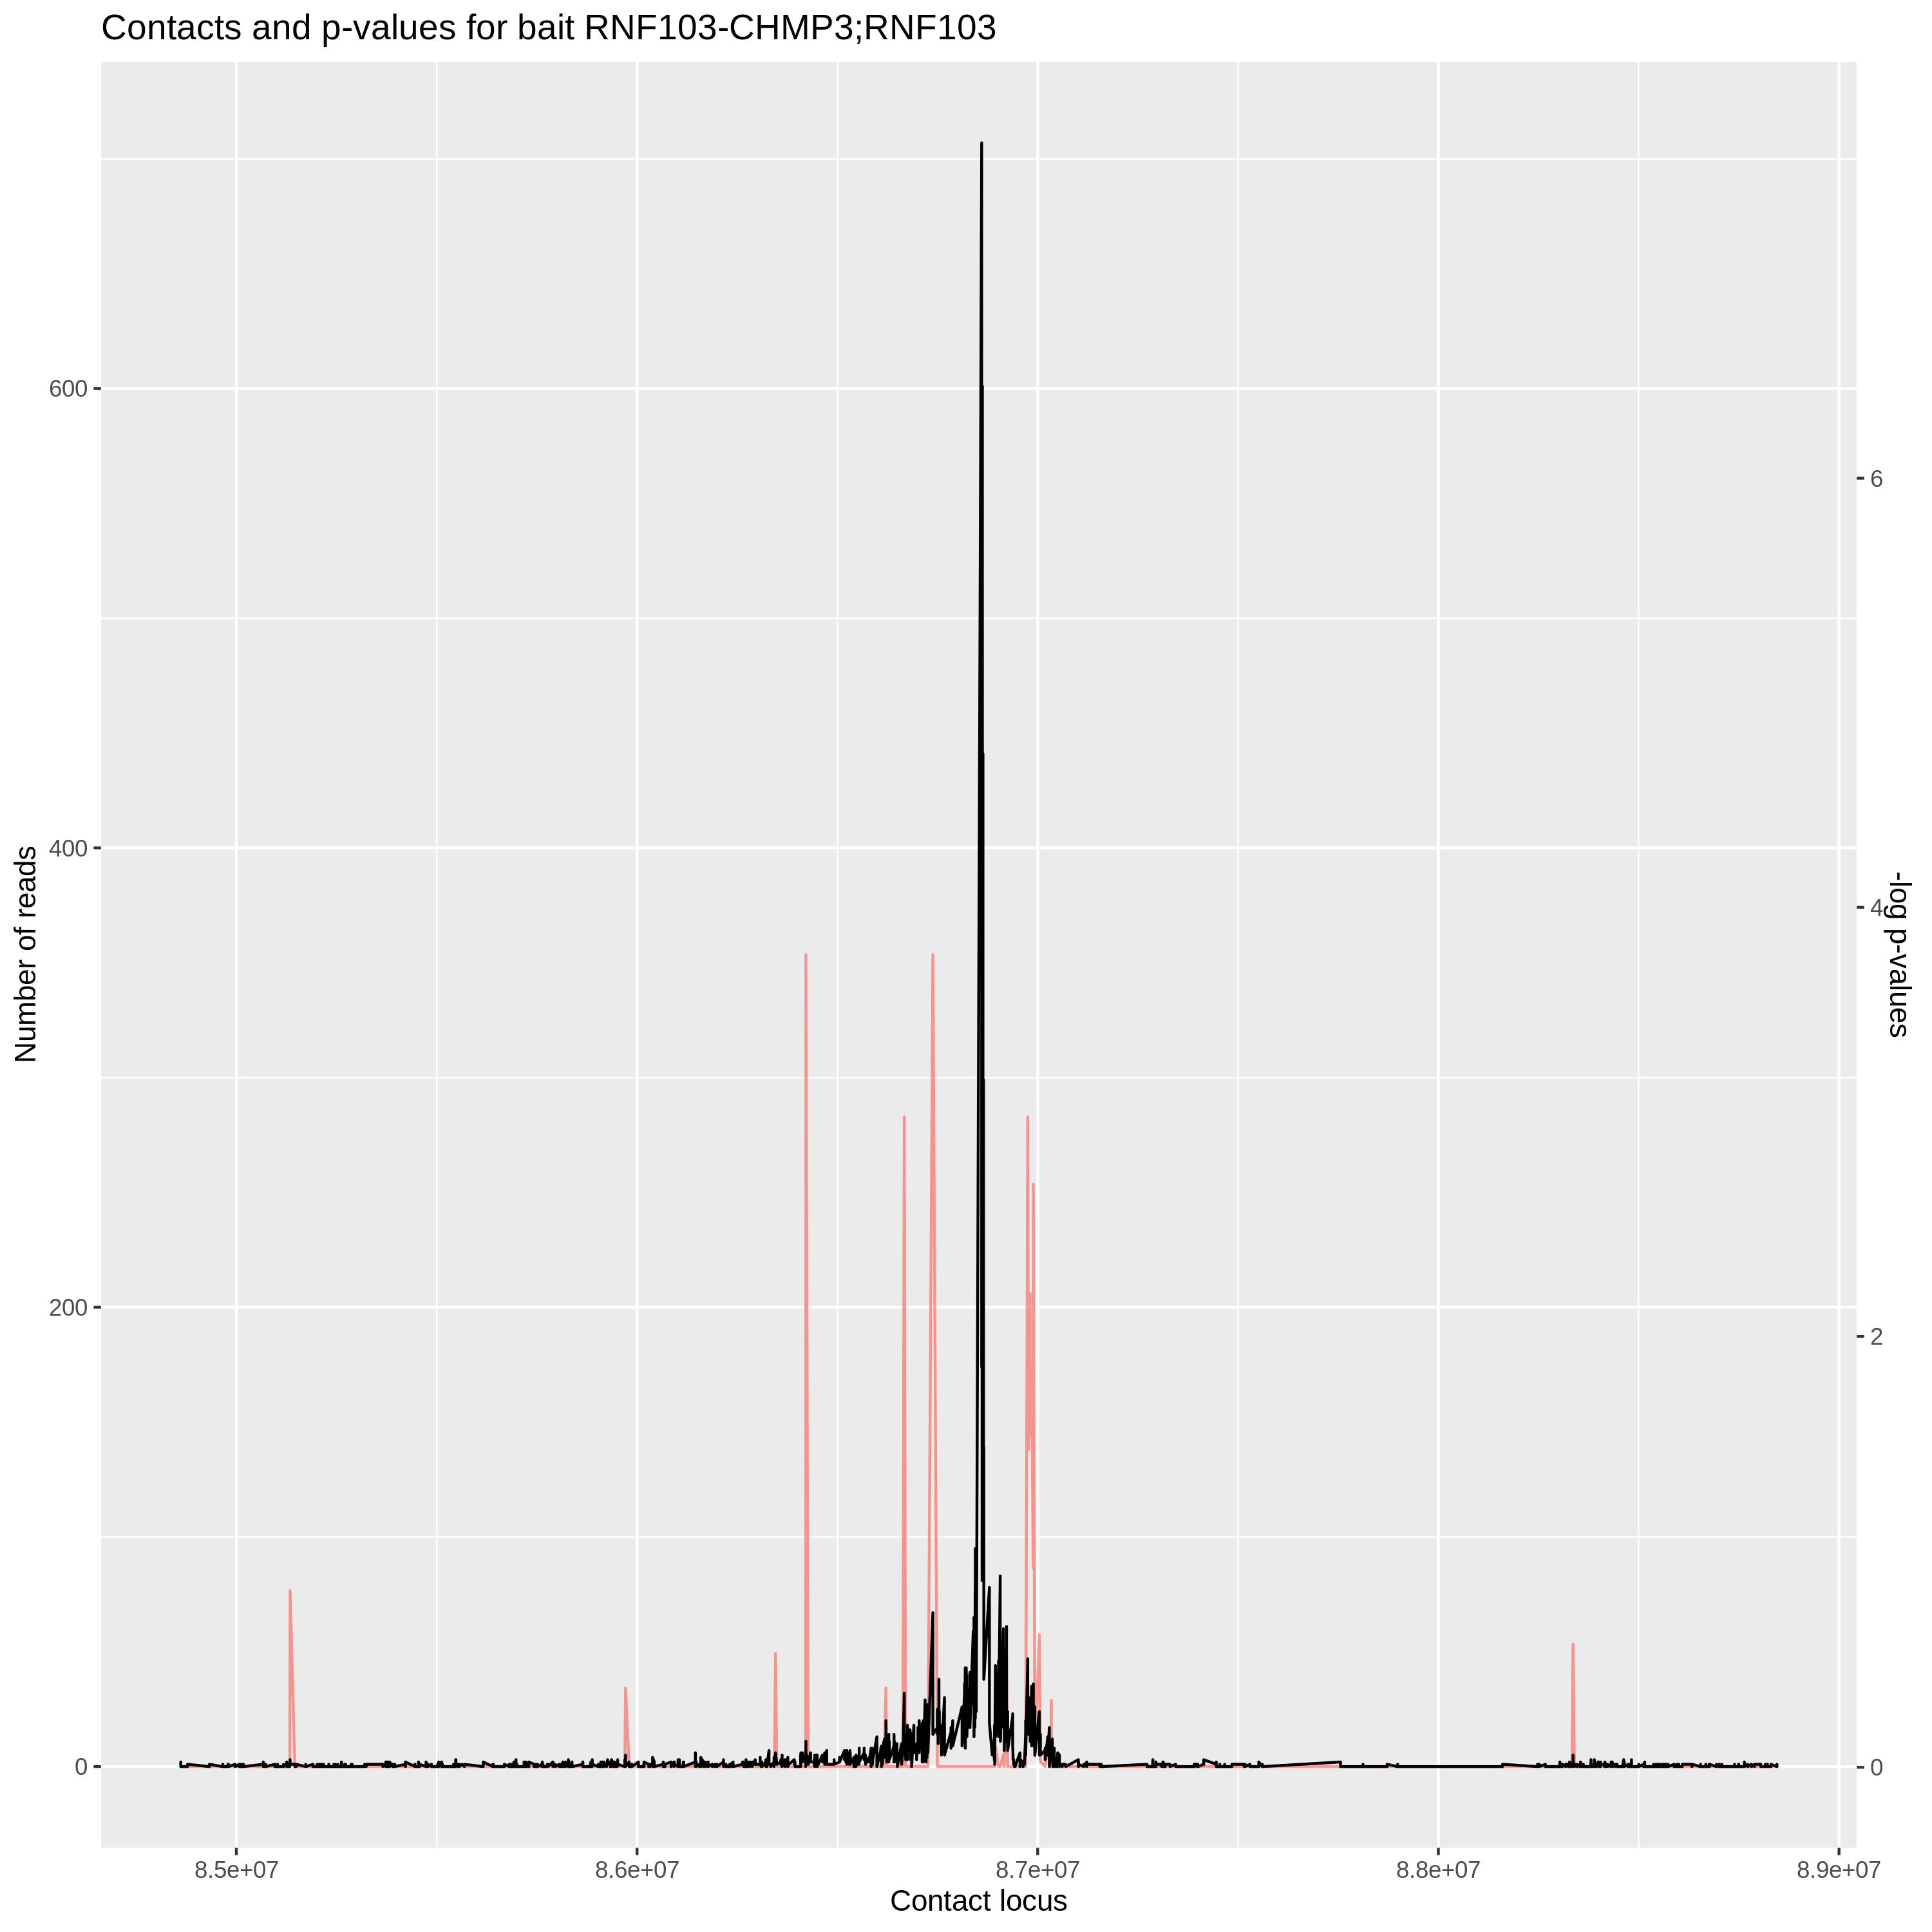 Contacts and p-values for bait RNF103-CHMP3;RNF103
Number of reads
600
400
200
0
6
4
2
0
-log p-values
8.5e+07
8.6e+07
8.7e+07
8.8e+07
8.9e+07
Contact locus